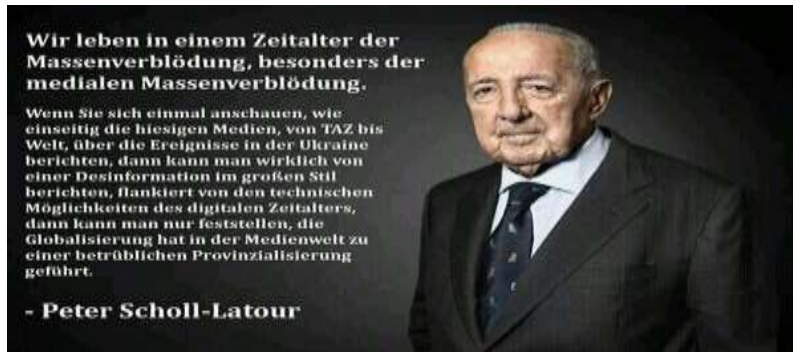 Wir leben in einem Zeitalter der
Massenverblödung, besonders der
medialen Massenverblödung.
Wenn Sie sich einmal anschauen, wie
einseitig die hiesigen Medien, von TAZ bis
Welt, über die Ereignisse in der Ukraine
berichten, dann kann man wirklich von
einer Desinformation im großen Stil
berichten, flankiert von den technischen
Möglichkeiten des digitalen Zeitalters,
dann kann man nur feststellen, die
Globalisierung hat in der Medienwelt zu
einer betrüblichen Provinzialisierung
geführt.
- Peter Scholl-Latour